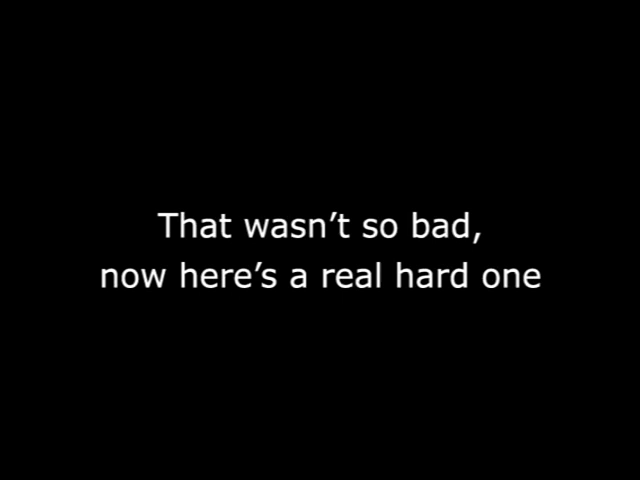 That wasn’t so bad,
now here’s a real hard one